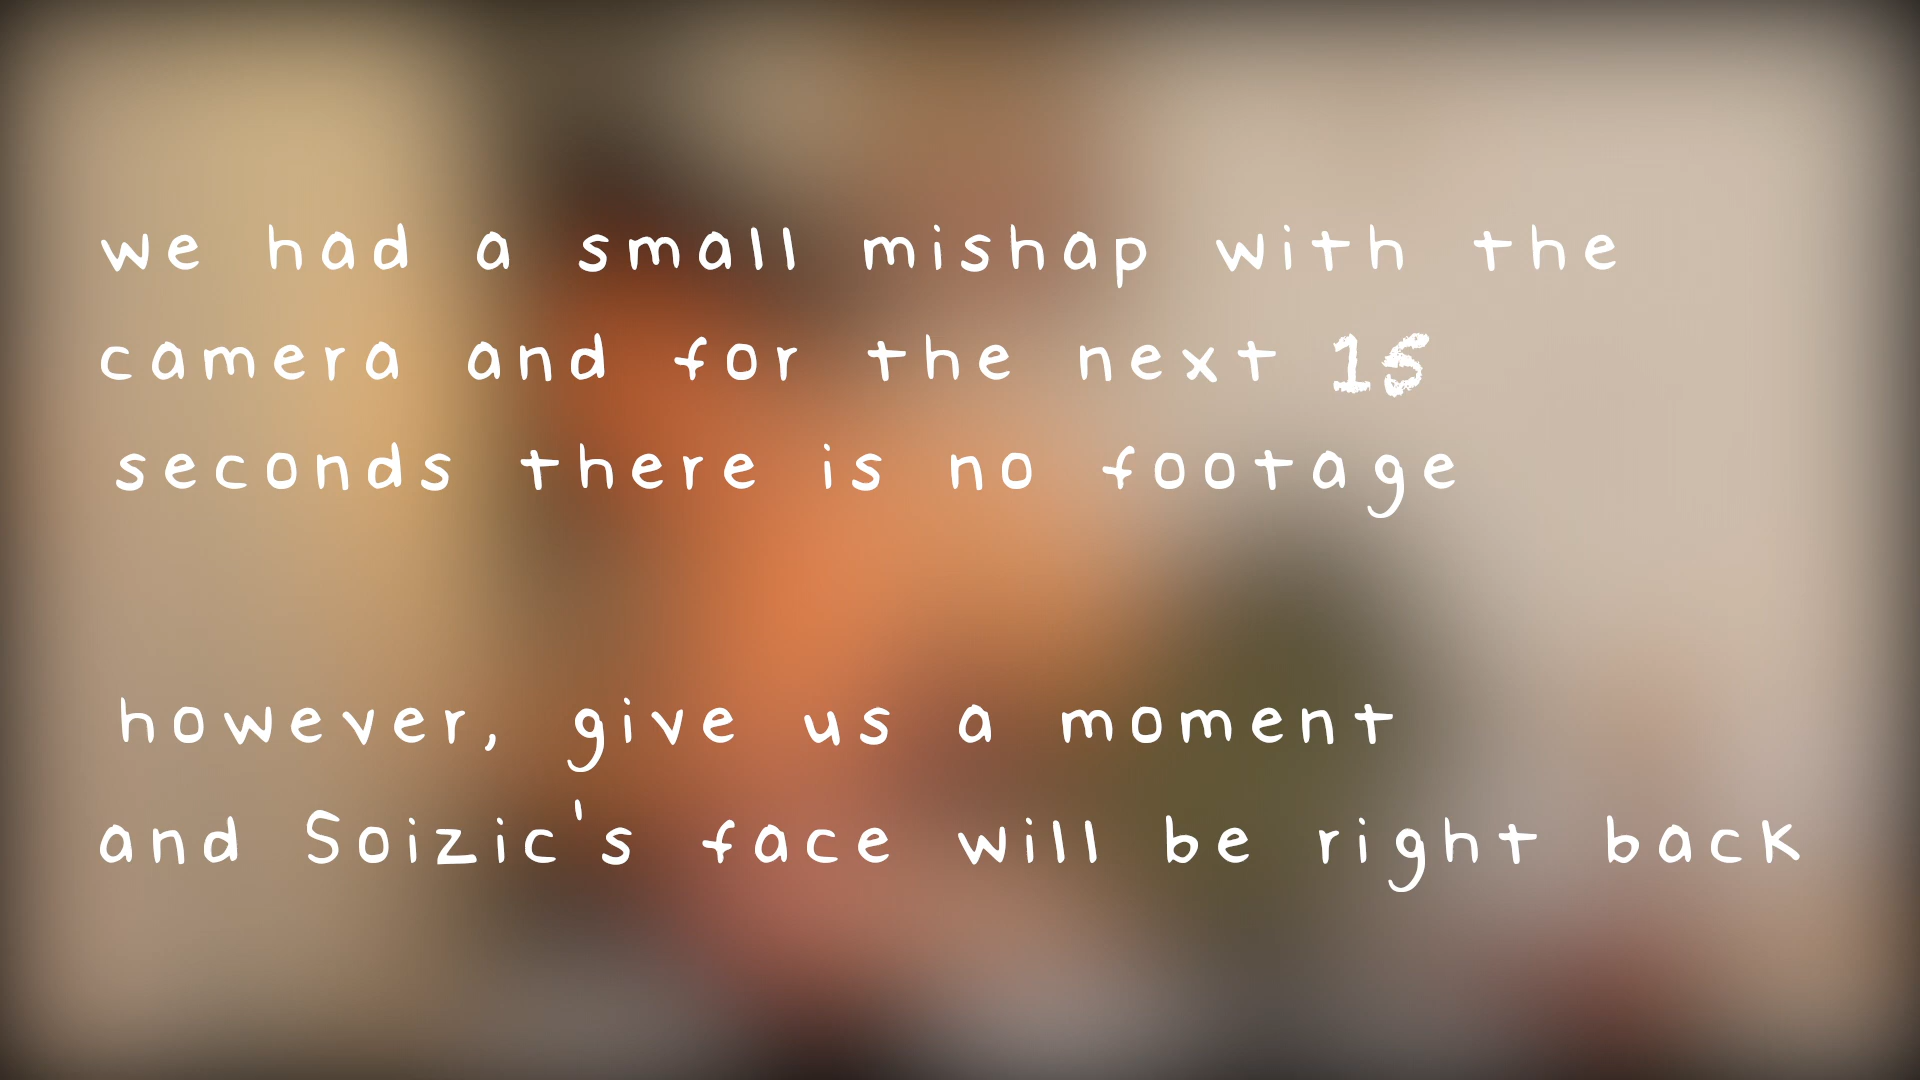 we had a small mishap with the
camera and for the next 15
seconds there is no footage
however, give us a moment
and Soizic's face will be right back